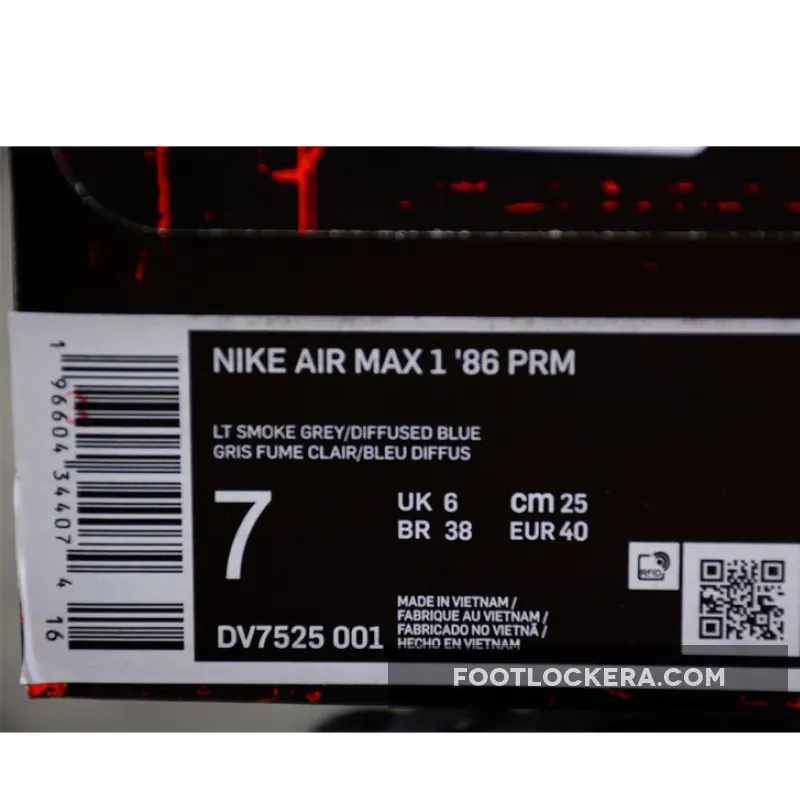 NIKE AIR MAX 1 '86 PRM
LT SMOKE GREY/DIFFUSED BLUE
GRIS FUME CLAIR/BLEU DIFFUS
7
UK 6 cm 25
BR 38 EUR 40
RFID
MADE IN VIETNAM /
FABRIQUE AU VIETNAM /
FABRICADO NO VIETNÃ /
HECHO EN VIETNAM
DV7525 001
1 96604 34407 4 16
FOOTLOCKERA.COM